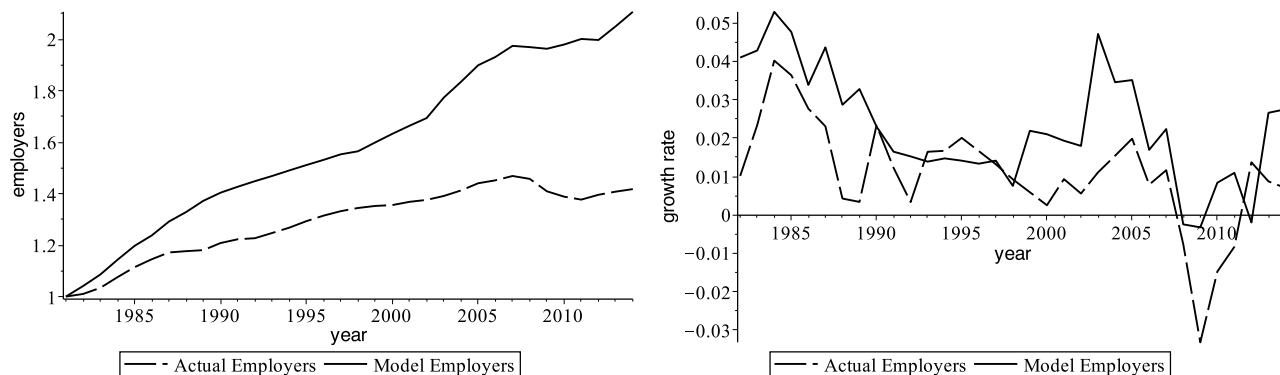 2
1.8
1.6
1.4
1.2
1
employers
1985 1990 1995 2000 2005 2010
year
Actual Employers Model Employers
0.05
0.04
0.03
0.02
0.01
0
−0.01
−0.02
−0.03
growth rate
1985 1990 1995 2000 2005 2010
year
Actual Employers Model Employers